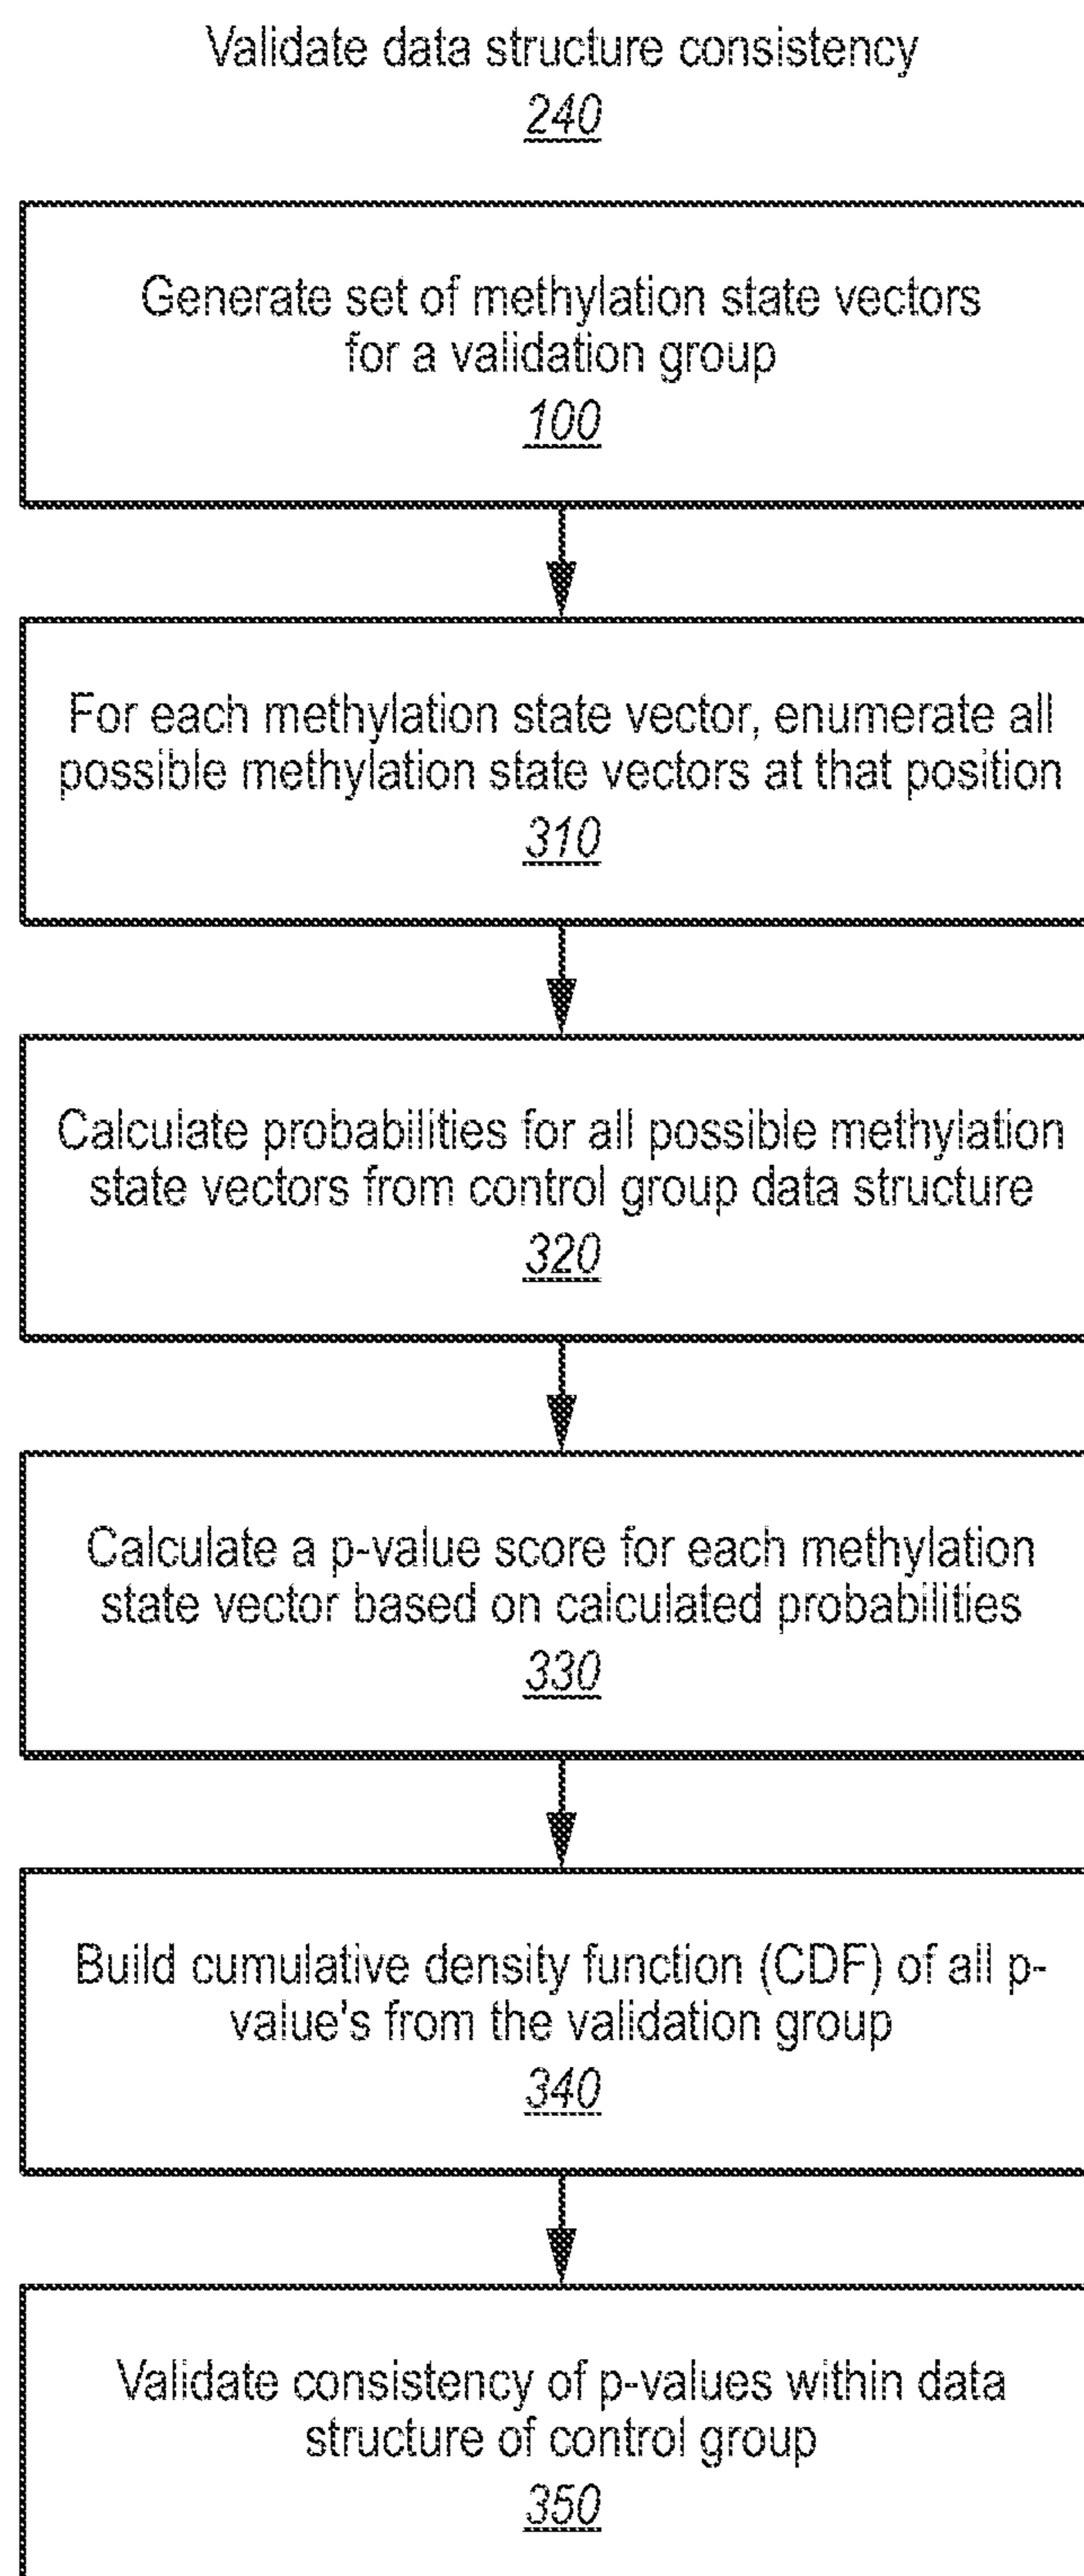 Validate data structure consistency
240
Generate set of methylation state vectors
for a validation group
100
For each methylation state vector, enumerate all
possible methylation state vectors at that position
310
Calculate probabilities for all possible methylation
state vectors from control group data structure
320
Calculate a p-value score for each methylation
state vector based on calculated probabilities
330
Build cumulative density function (CDF) of all p-
value's from the validation group
340
Validate consistency of p-values within data
structure of control group
350